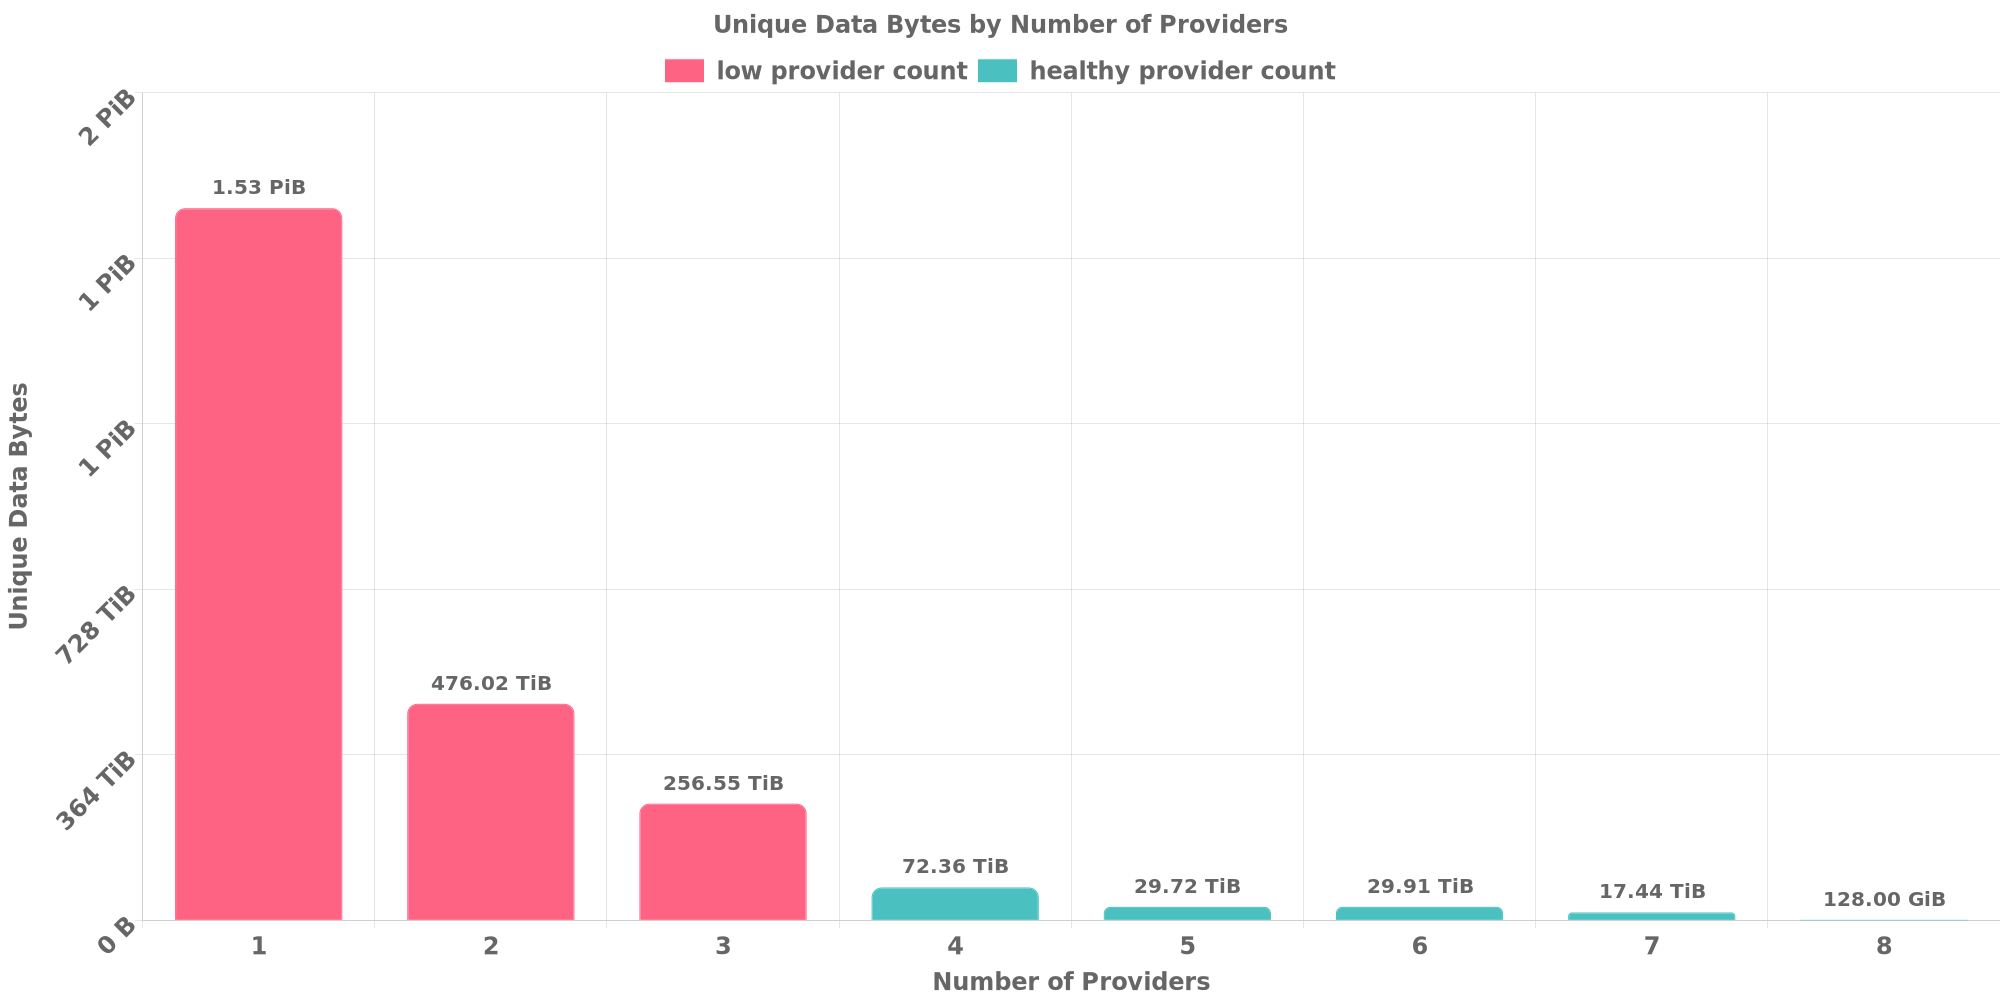 Unique Data Bytes by Number of Providers
low provider count healthy provider count
2 PiB
1 PiB
1 PiB
728 TiB
364 TiB
0 B
Unique Data Bytes
1.53 PiB
476.02 TiB
256.55 TiB
72.36 TiB
29.72 TiB
29.91 TiB
17.44 TiB
128.00 GiB
1 2 3 4 5 6 7 8
Number of Providers